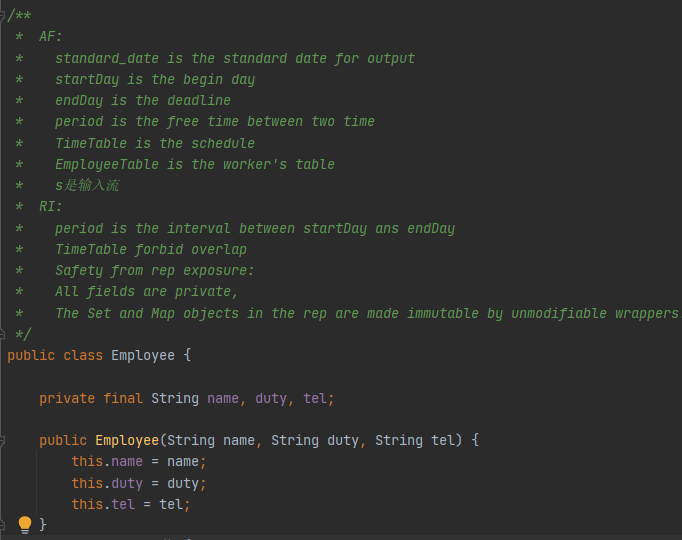 /**
 *  AF:
 *    standard_date is the standard date for output
 *    startDay is the begin day
 *    endDay is the deadline
 *    period is the free time between two time
 *    TimeTable is the schedule
 *    EmployeeTable is the worker's table
 *    s是输入流
 *  RI:
 *    period is the interval between startDay ans endDay
 *    TimeTable forbid overlap
 *    Safety from rep exposure:
 *    All fields are private,
 *    The Set and Map objects in the rep are made immutable by unmodifiable wrappers
 */
public class Employee {
    private final String name, duty, tel;
    public Employee(String name, String duty, String tel) {
        this.name = name;
        this.duty = duty;
        this.tel = tel;
    }